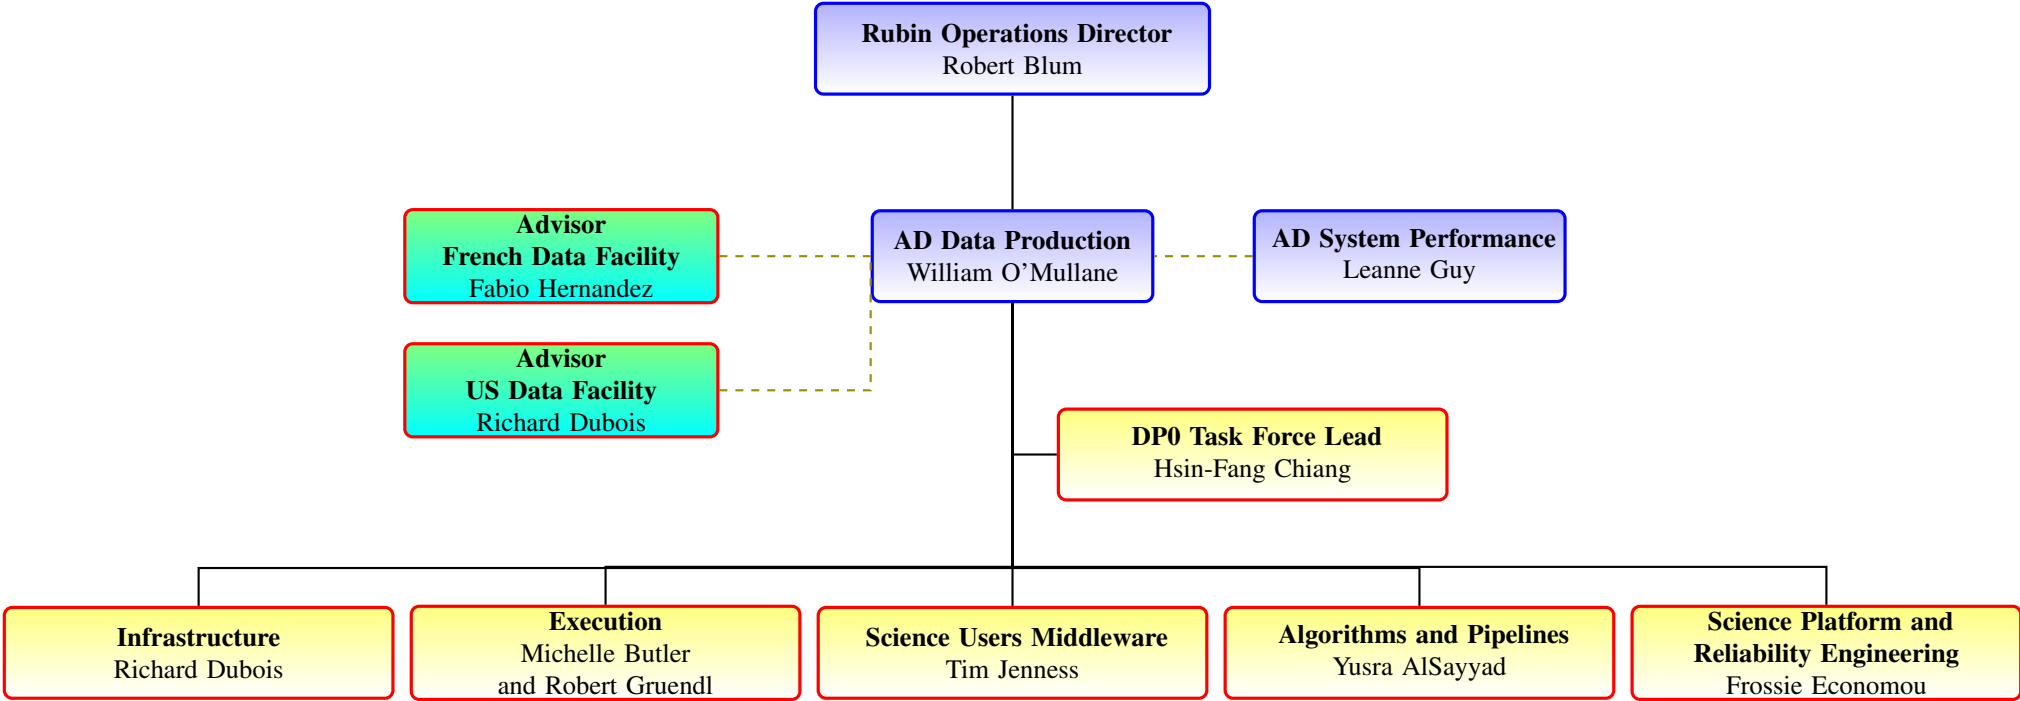 Rubin Operations Director
Robert Blum
Advisor
French Data Facility
Fabio Hernandez
AD Data Production
William O'Mullane
AD System Performance
Leanne Guy
Advisor
US Data Facility
Richard Dubois
DP0 Task Force Lead
Hsin-Fang Chiang
Infrastructure
Richard Dubois
Execution
Michelle Butler
and Robert Gruendl
Science Users Middleware
Tim Jenness
Algorithms and Pipelines
Yusra AlSayyad
Science Platform and
Reliability Engineering
Frossie Economou